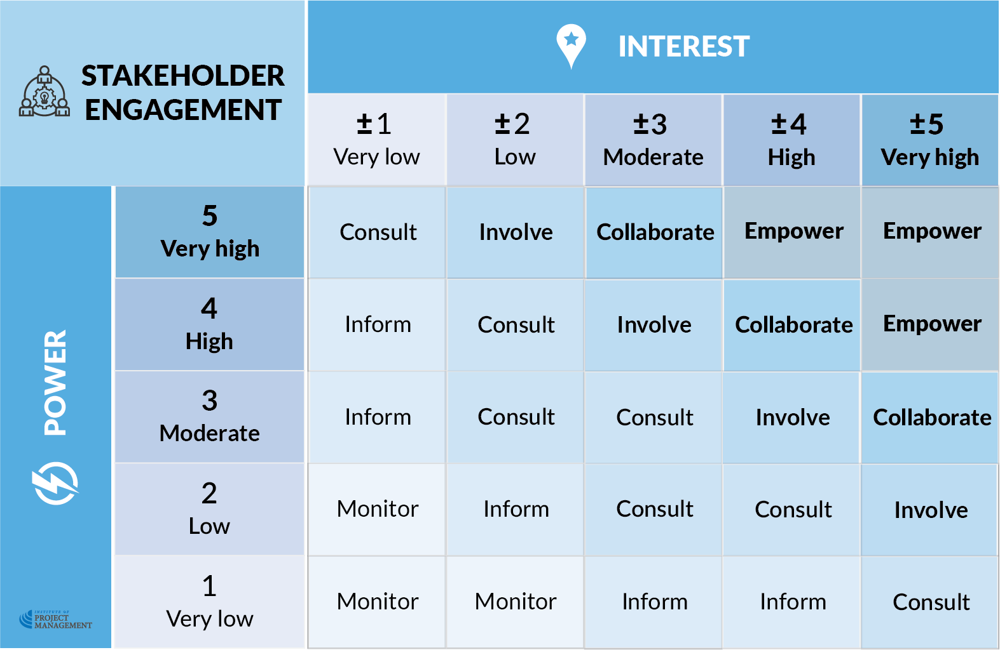 STAKEHOLDER
ENGAGEMENT
INTEREST
±1
Very low
±2
Low
±3
Moderate
±4
High
±5
Very high
POWER
5
Very high
Consult
Involve
Collaborate
Empower
Empower
4
High
Inform
Consult
Involve
Collaborate
Empower
3
Moderate
Inform
Consult
Consult
Involve
Collaborate
2
Low
Monitor
Inform
Consult
Consult
Involve
1
Very low
Monitor
Monitor
Inform
Inform
Consult
INSTITUTE OF
PROJECT
MANAGEMENT